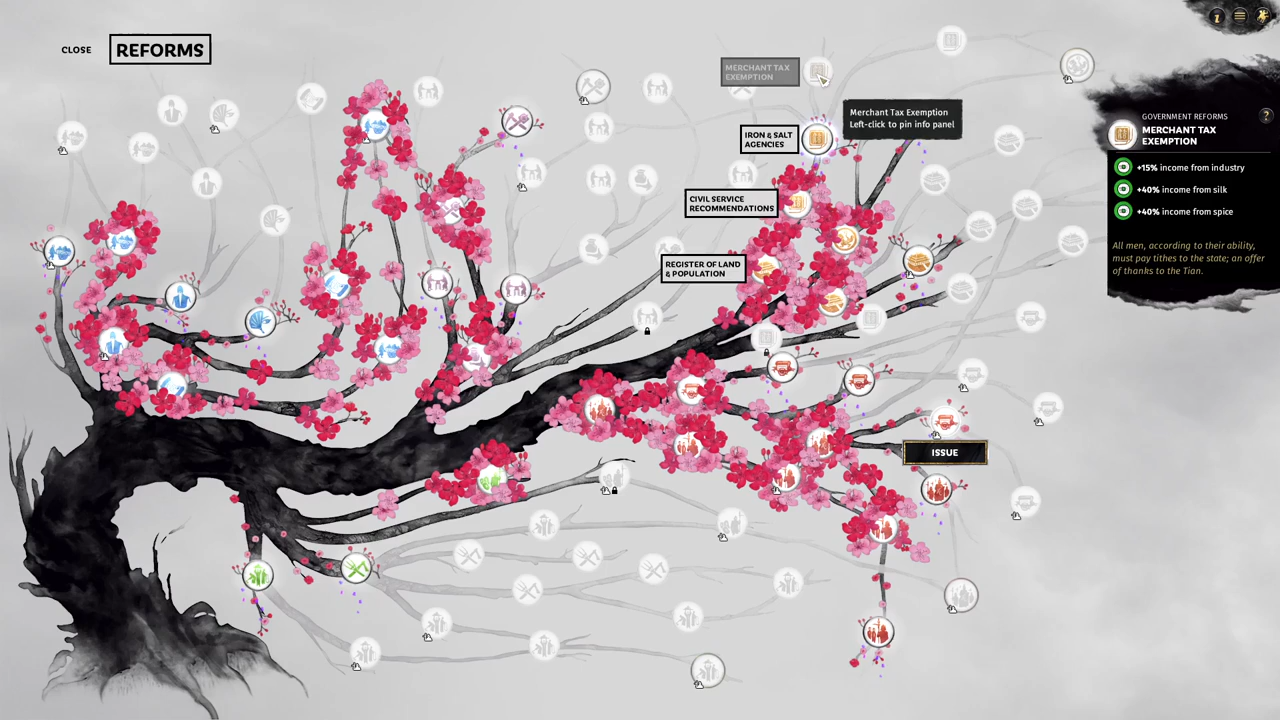 CLOSE
REFORMS
MERCHANT TAX
EXEMPTION
Merchant Tax Exemption
Left-click to pin info panel
IRON & SALT
AGENCIES
CIVIL SERVICE
RECOMMENDATIONS
REGISTER OF LAND
& POPULATION
ISSUE
GOVERNMENT REFORMS
?
MERCHANT TAX
EXEMPTION
+15% income from industry
+40% income from silk
+40% income from spice
All men, according to their ability,
must pay tithes to the state; an offer
of thanks to the Tian.